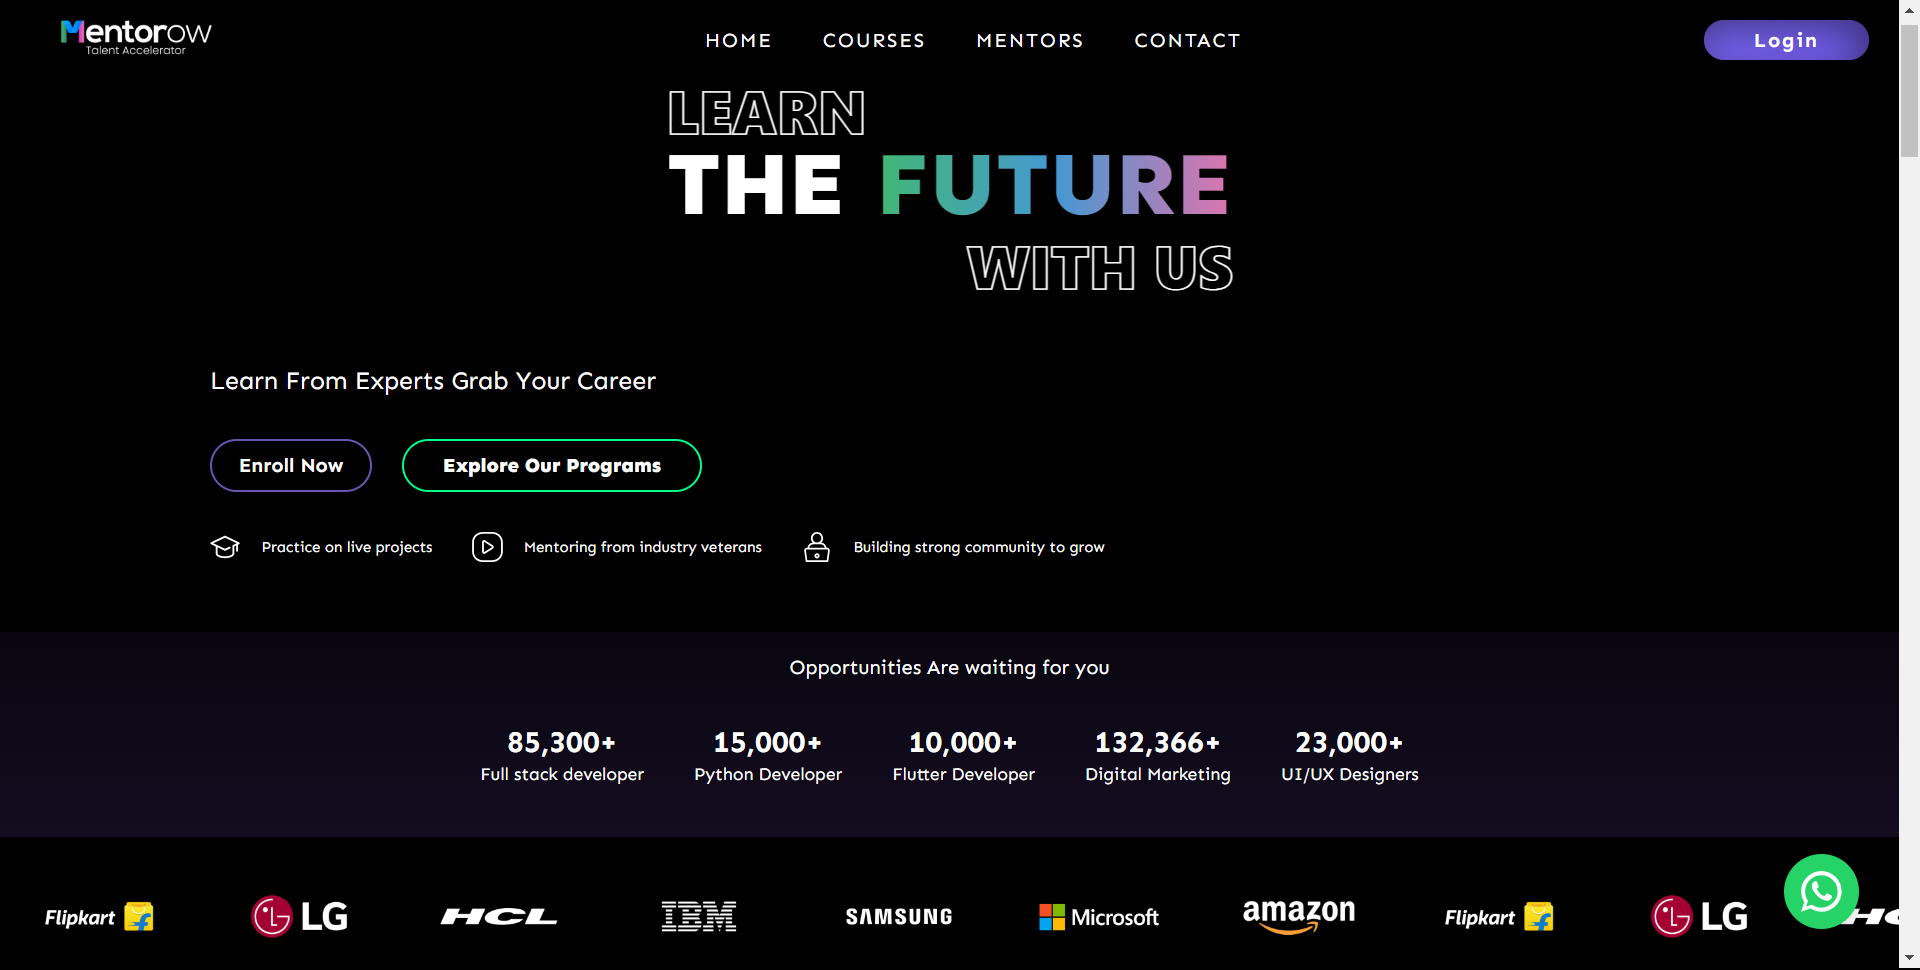 Mentorow
Talent Accelerator
HOME COURSES MENTORS CONTACT
Login
LEARN
THE FUTURE
WITH US
Learn From Experts Grab Your Career
Enroll Now
Explore Our Programs
Practice on live projects
Mentoring from industry veterans
Building strong community to grow
Opportunities Are waiting for you
85,300+
Full stack developer
15,000+
Python Developer
10,000+
Flutter Developer
132,366+
Digital Marketing
23,000+
UI/UX Designers
Flipkart
LG
HCL
IBM
SAMSUNG
Microsoft
amazon
Flipkart
LG
HC